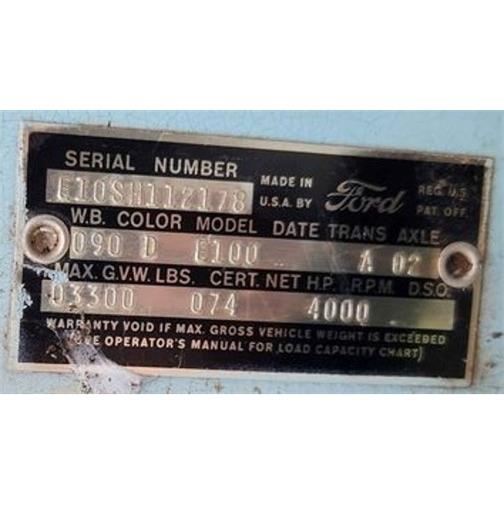 SERIAL NUMBER
E10SH112178
MADE IN
U.S.A. BY
Ford
REG. U.S.
PAT. OFF.
W.B. COLOR MODEL DATE TRANS AXLE
090 D E100 A 02
MAX. G.V.W. LBS. CERT. NET H.P. R.P.M. D.S.O.
03300 074 4000
WARRANTY VOID IF MAX. GROSS VEHICLE WEIGHT IS EXCEEDED
(SEE OPERATOR'S MANUAL FOR LOAD CAPACITY CHART)